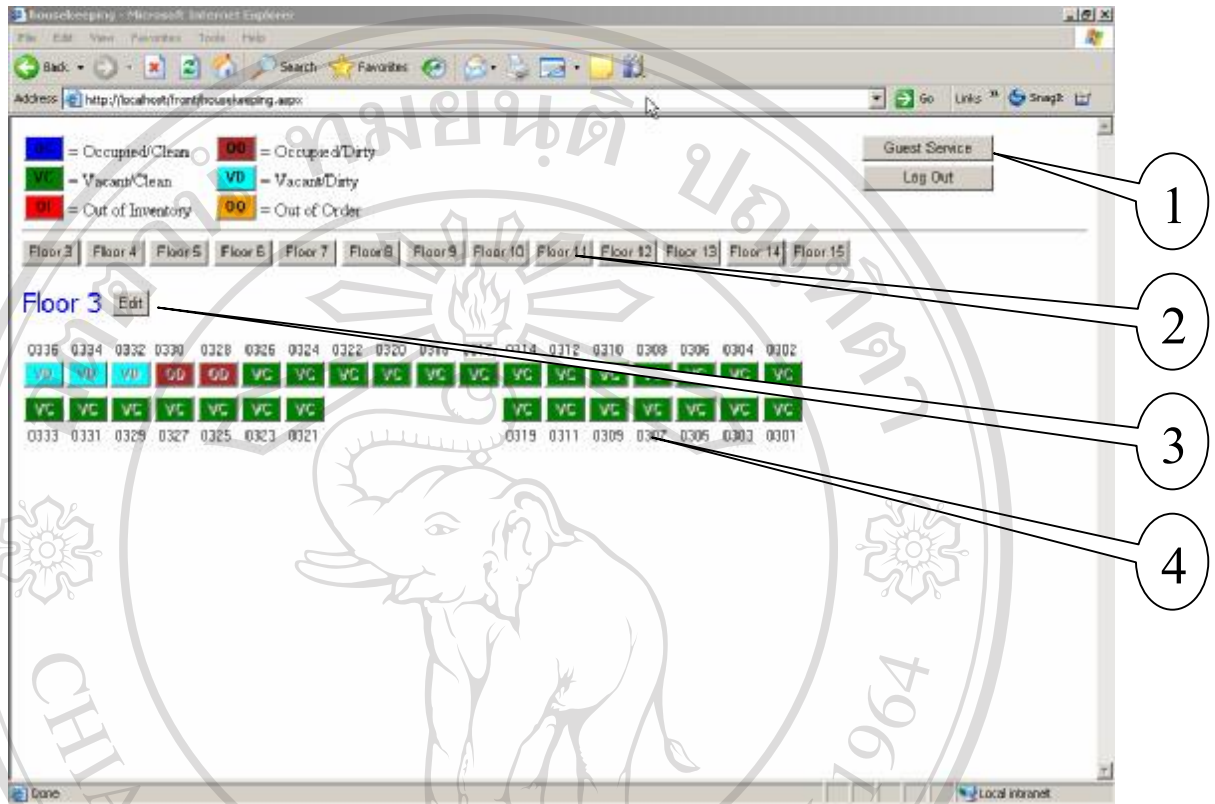 housekeeping - Microsoft Internet Explorer
File Edit View Favorites Tools Help
Back Search Favorites
Address http://localhost/front/housekeeping.aspx Go Links » SnagIt
= Occupied/Clean OD = Occupied/Dirty Guest Service
VC = Vacant/Clean VD = Vacant/Dirty Log Out
OI = Out of Inventory OO = Out of Order
Floor 3 Floor 4 Floor 5 Floor 6 Floor 7 Floor 8 Floor 9 Floor 10 Floor 11 Floor 12 Floor 13 Floor 14 Floor 15
Floor 3 Edit
0336 0334 0332 0330 0328 0326 0324 0322 0320 0314 0312 0310 0308 0306 0304 0302
VD VD VD OD OD VC VC VC VC VC VC VC VC VC VC VC VC VC
VC VC VC VC VC VC VC VC VC VC VC VC VC VC
0333 0331 0329 0327 0325 0323 0321 0319 0311 0309 0307 0305 0303 0301
Done Local intranet
1
2
3
4
1964